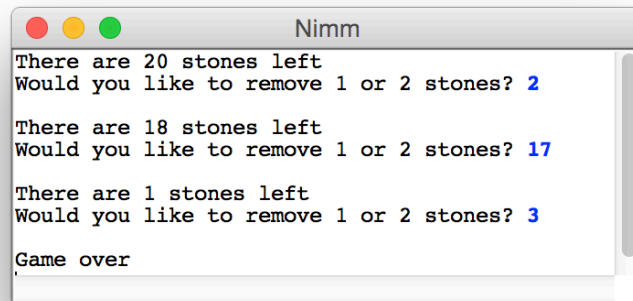 Nimm
There are 20 stones left
Would you like to remove 1 or 2 stones? 2
There are 18 stones left
Would you like to remove 1 or 2 stones? 17
There are 1 stones left
Would you like to remove 1 or 2 stones? 3
Game over